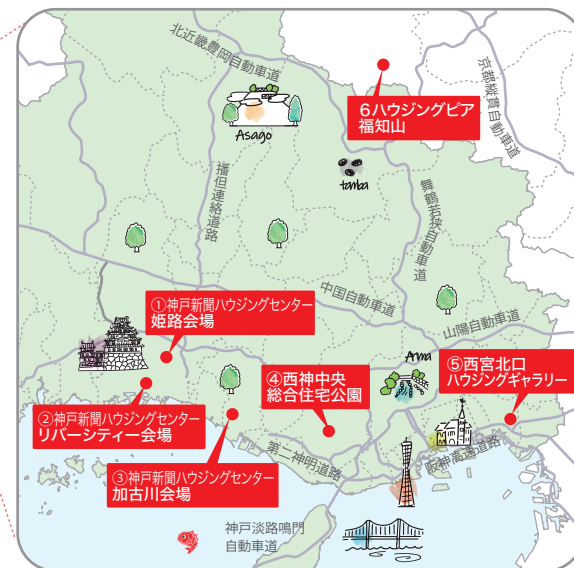 北近畿豊岡自動車道
京都縦貫自動車道
6ハウジングピア
福知山
Asago
tamba
播但連絡道路
舞鶴若狭自動車道
中国自動車道
①神戸新聞ハウジングセンター
姫路会場
山陽自動車道
Arima
④西神中央
総合住宅公園
⑤西宮北口
ハウジングギャラリー
②神戸新聞ハウジングセンター
リバーシティー会場
③神戸新聞ハウジングセンター
加古川会場
第二神明道路
阪神高速道路
神戸淡路鳴門
自動車道